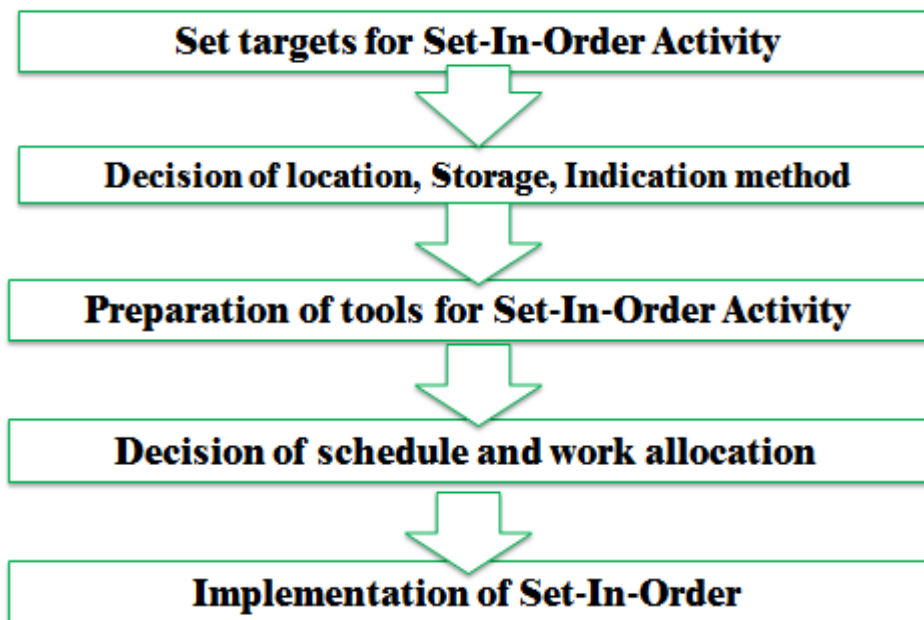 Set targets for Set-In-Order Activity
Decision of location, Storage, Indication method
Preparation of tools for Set-In-Order Activity
Decision of schedule and work allocation
Implementation of Set-In-Order